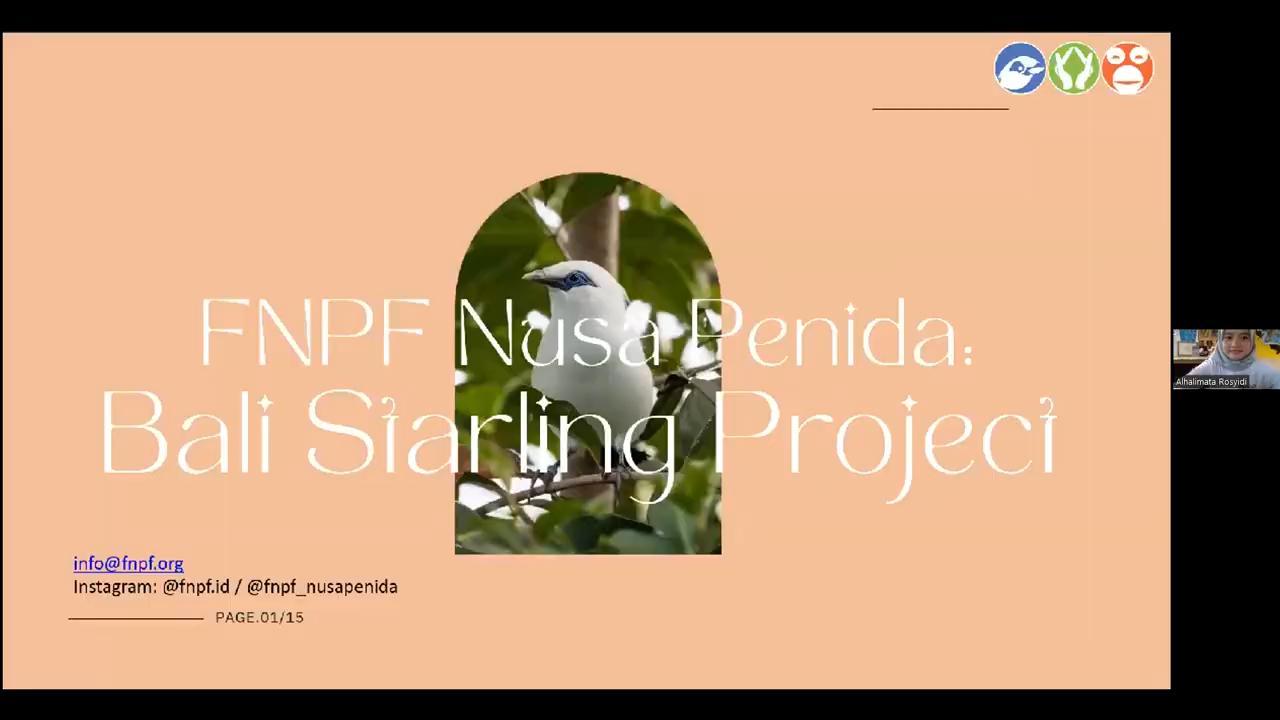 FNPF Nusa Penida:
Bali Starling Project
info@fnpf.org
Instagram: @fnpf.id / @fnpf_nusapenida
PAGE.01/15
Alhalimata Rosyidi